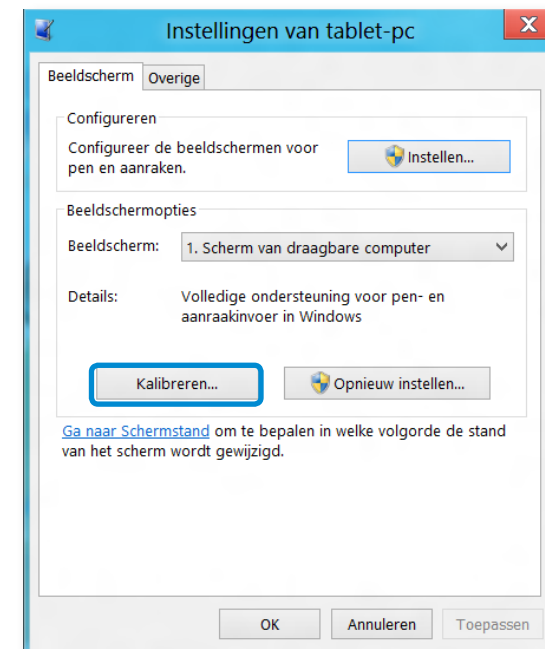 Instellingen van tablet-pc
Beeldscherm Overige
Configureren
Configureer de beeldschermen voor
pen en aanraken.
Instellen...
Beeldschermopties
Beeldscherm: 1. Scherm van draagbare computer
Details: Volledige ondersteuning voor pen- en
aanraakinvoer in Windows
Kalibreren... Opnieuw instellen...
Ga naar Schermstand om te bepalen in welke volgorde de stand
van het scherm wordt gewijzigd.
OK Annuleren Toepassen